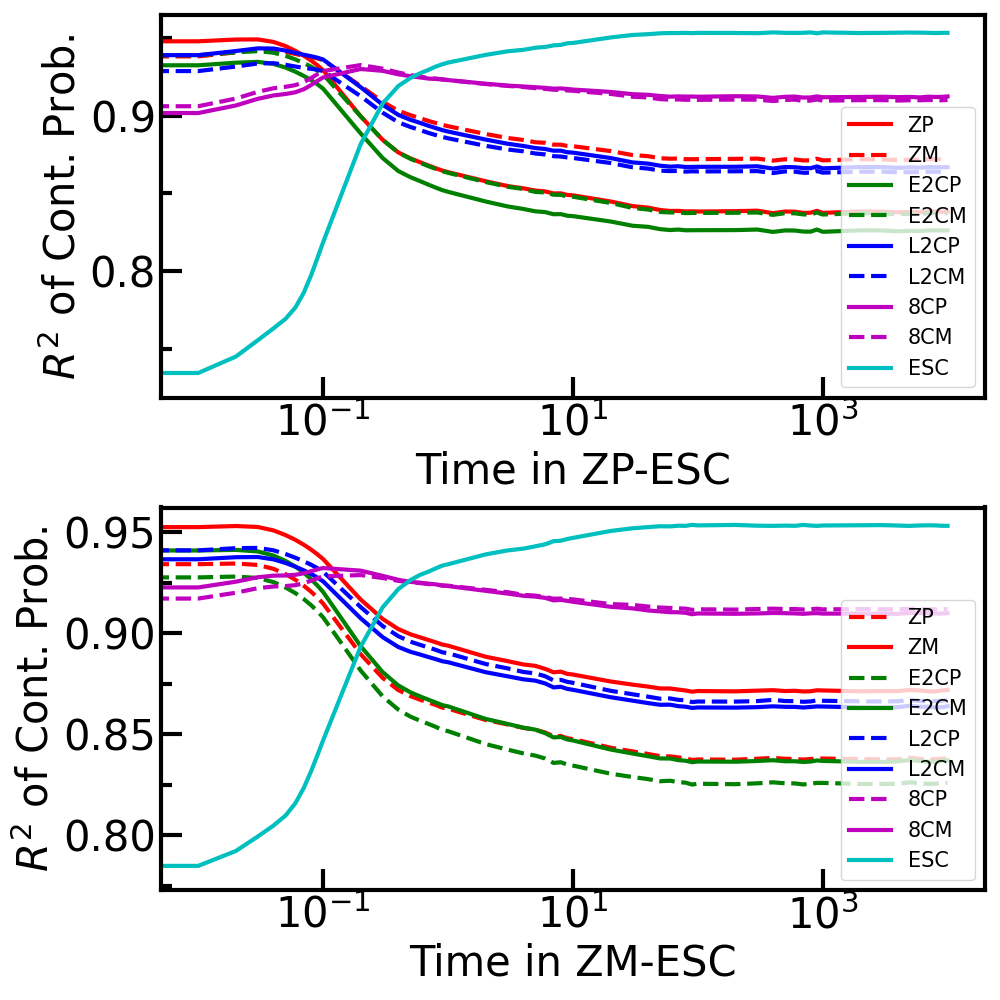 R² of Cont. Prob.
0.9
0.8
ZP
ZM
E2CP
E2CM
L2CP
L2CM
8CP
8CM
ESC
10⁻¹ 10¹ 10³
Time in ZP-ESC
R² of Cont. Prob.
0.95
0.90
0.85
0.80
ZP
ZM
E2CP
E2CM
L2CP
L2CM
8CP
8CM
ESC
10⁻¹ 10¹ 10³
Time in ZM-ESC